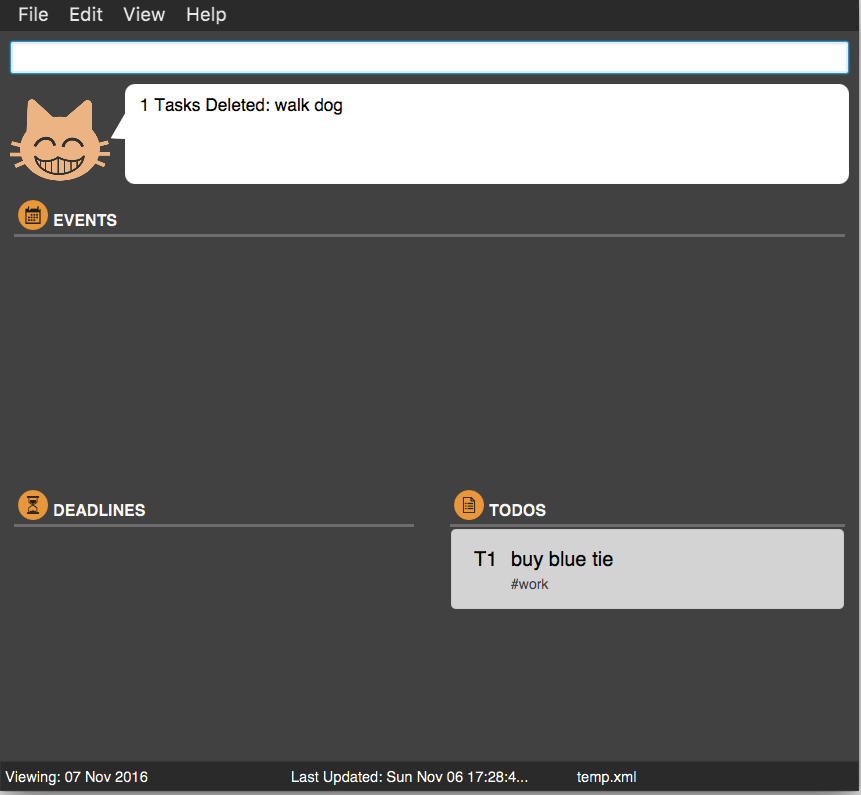 File Edit View Help
1 Tasks Deleted: walk dog
EVENTS
DEADLINES
TODOS
T1 buy blue tie
#work
Viewing: 07 Nov 2016 Last Updated: Sun Nov 06 17:28:4... temp.xml